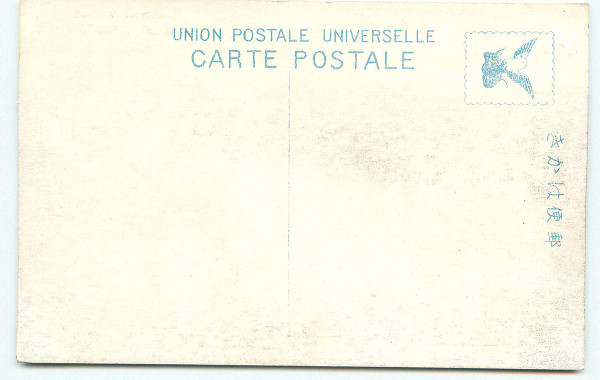 UNION POSTALE UNIVERSELLE
CARTE POSTALE
郵便はかき